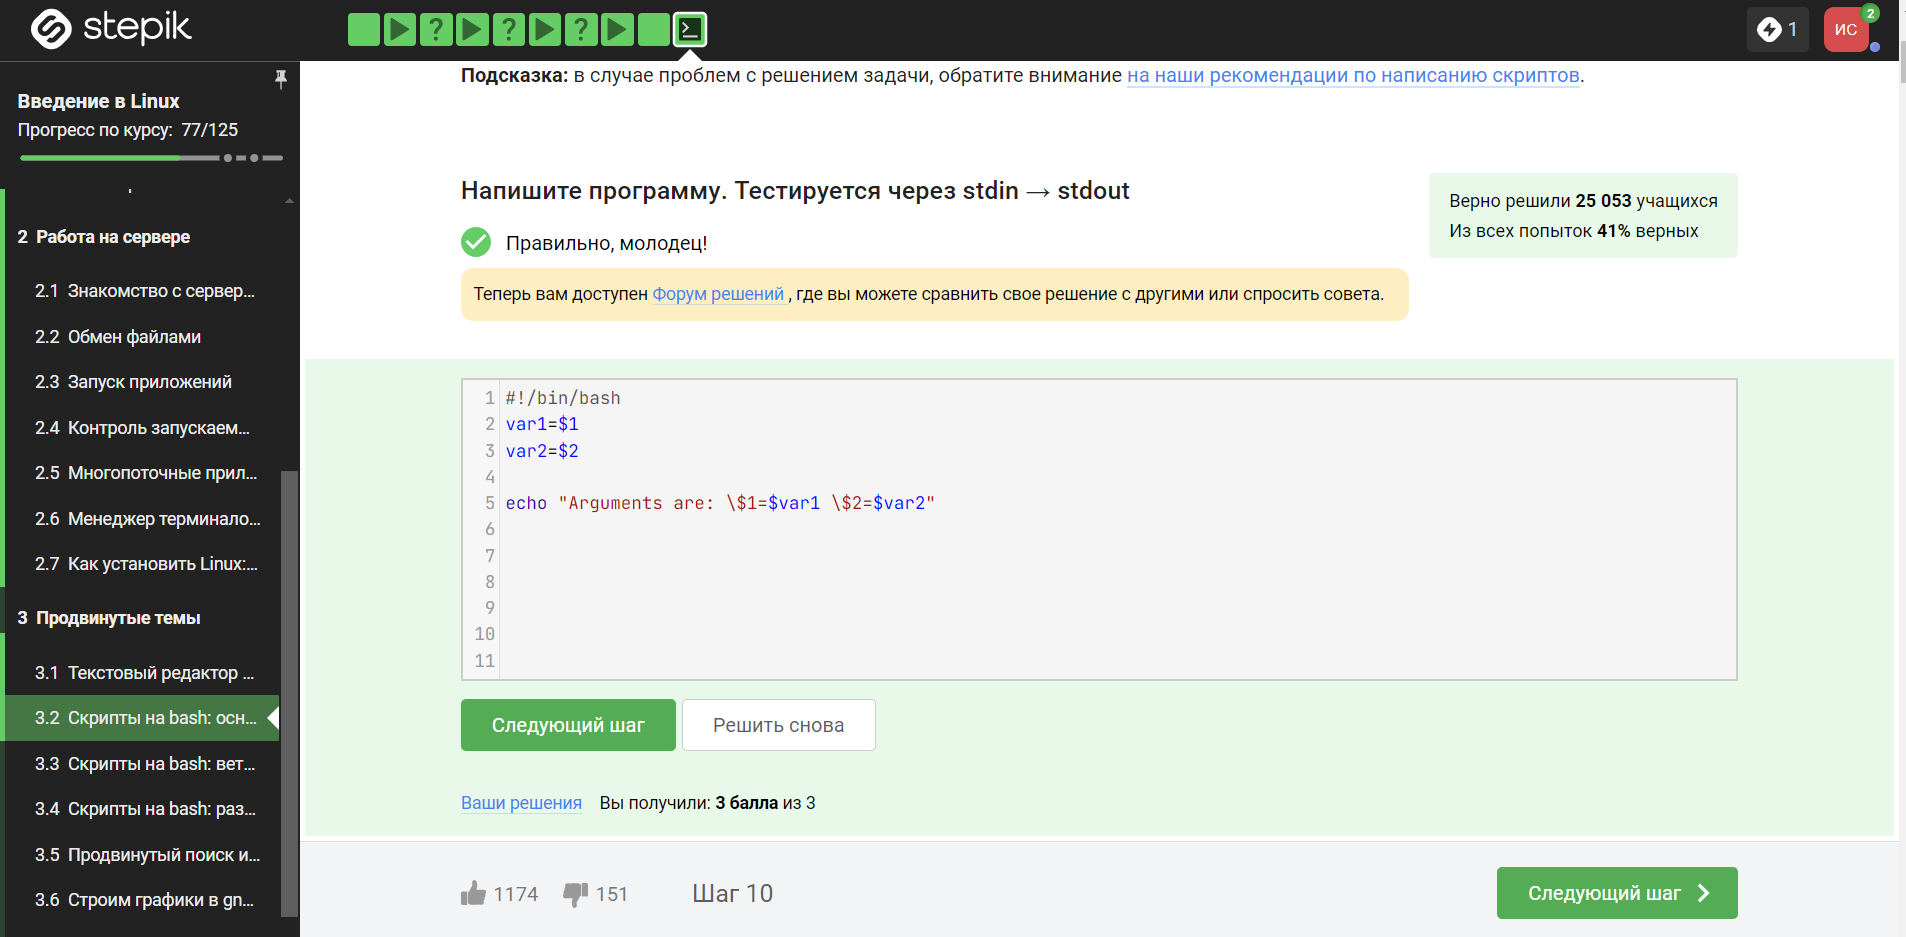 stepik
? ? ?
1
ИС
2
Введение в Linux
Прогресс по курсу: 77/125
2 Работа на сервере
2.1 Знакомство с сервер...
2.2 Обмен файлами
2.3 Запуск приложений
2.4 Контроль запускаем...
2.5 Многопоточные прил...
2.6 Менеджер терминало...
2.7 Как установить Linux:...
3 Продвинутые темы
3.1 Текстовый редактор ...
3.2 Скрипты на bash: осн...
3.3 Скрипты на bash: вет...
3.4 Скрипты на bash: раз...
3.5 Продвинутый поиск и...
3.6 Строим графики в gn...
Подсказка: в случае проблем с решением задачи, обратите внимание на наши рекомендации по написанию скриптов.
Напишите программу. Тестируется через stdin → stdout
Верно решили 25 053 учащихся
Из всех попыток 41% верных
Правильно, молодец!
Теперь вам доступен Форум решений , где вы можете сравнить свое решение с другими или спросить совета.
1 #!/bin/bash
2 var1=$1
3 var2=$2
4
5 echo "Arguments are: \$1=$var1 \$2=$var2"
6
7
8
9
10
11
Следующий шаг
Решить снова
Ваши решения Вы получили: 3 балла из 3
1174 151 Шаг 10
Следующий шаг